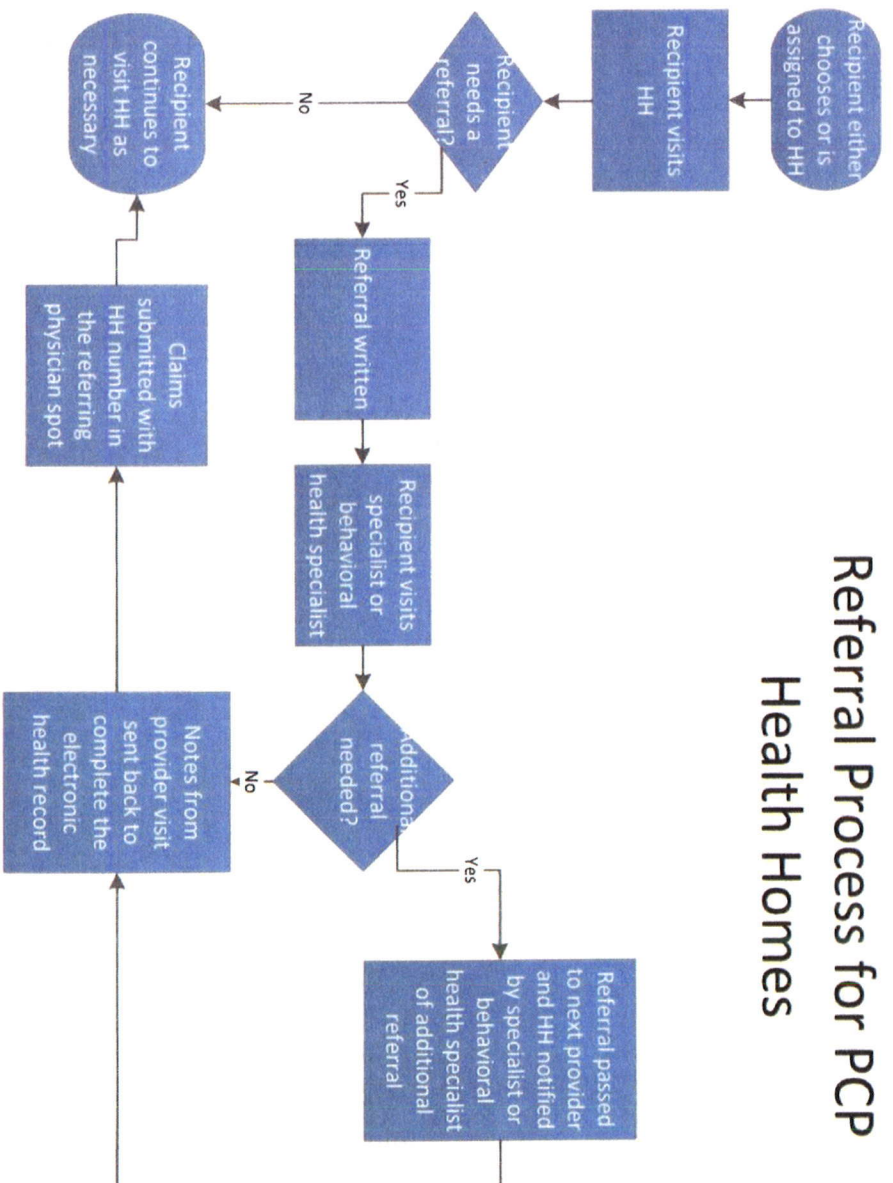 Referral Process for PCP
Health Homes
Recipient either
chooses or is
assigned to HH
Recipient visits
HH
Recipient
needs a
referral?
No
Yes
Recipient
continues to
visit HH as
necessary
Referral written
Recipient visits
specialist or
behavioral
health specialist
Additional
referral
needed?
Yes
No
Referral passed
to next provider
and HH notified
by specialist or
behavioral
health specialist
of additional
referral
Notes from
provider visit
sent back to
complete the
electronic
health record
Claims
submitted with
HH number in
the referring
physician spot